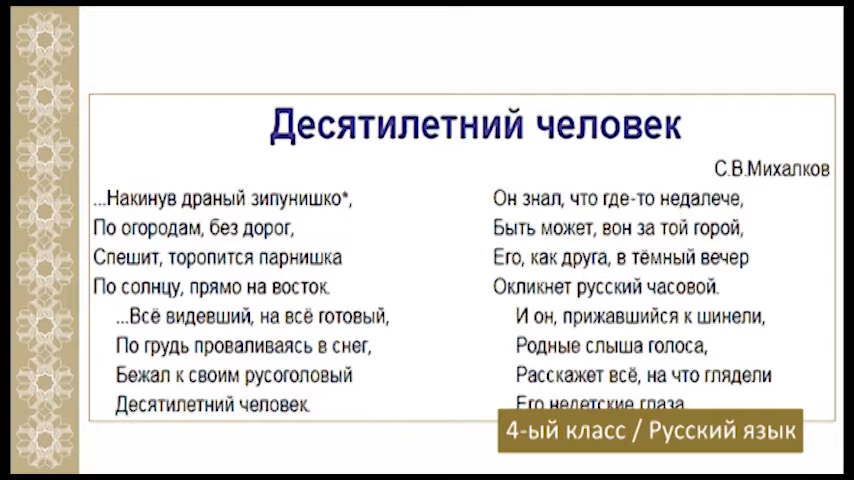 Десятилетний человек
С.В.Михалков
...Накинув драный зипунишко*,
По огородам, без дорог,
Спешит, торопится парнишка
По солнцу, прямо на восток.
...Всё видевший, на всё готовый,
По грудь проваливаясь в снег,
Бежал к своим русоголовый
Десятилетний человек.
Он знал, что где-то недалече,
Быть может, вон за той горой,
Его, как друга, в тёмный вечер
Окликнет русский часовой.
И он, прижавшийся к шинели,
Родные слыша голоса,
Расскажет всё, на что глядели
Его недетские глаза
4-ый класс / Русский язык